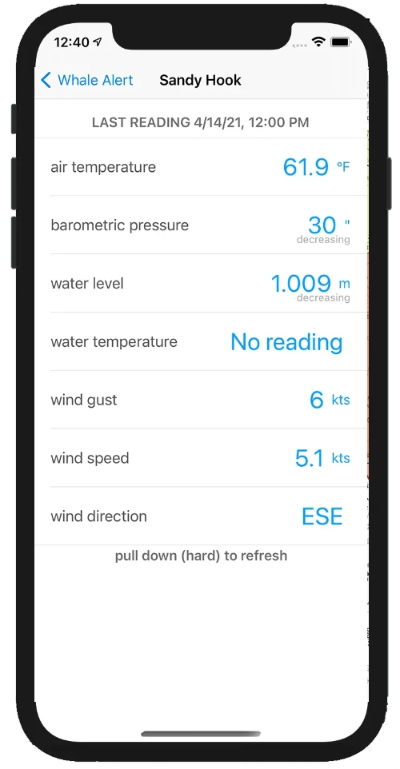 12:40
Whale Alert Sandy Hook
LAST READING 4/14/21, 12:00 PM
air temperature 61.9 °F
barometric pressure 30 "
decreasing
water level 1.009 m
decreasing
water temperature No reading
wind gust 6 kts
wind speed 5.1 kts
wind direction ESE
pull down (hard) to refresh